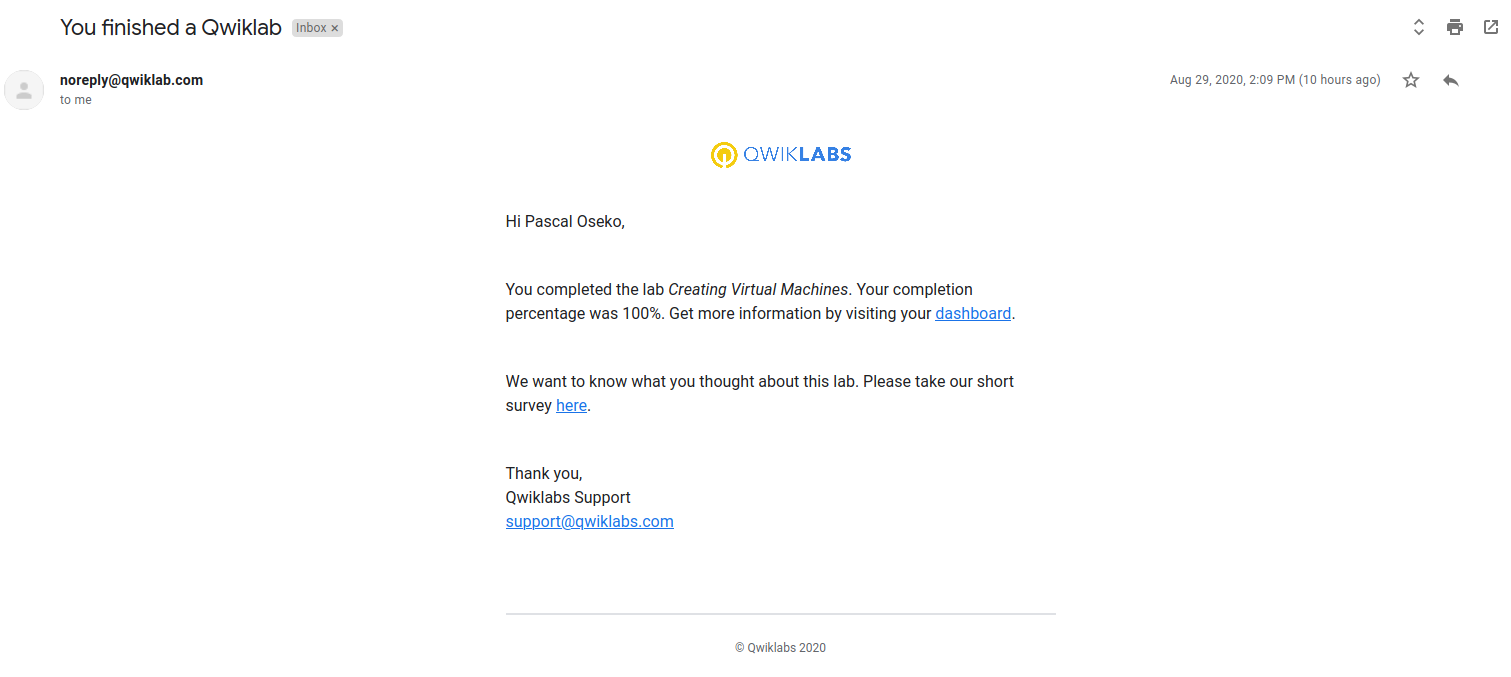 You finished a Qwiklab Inbox ×
noreply@qwiklab.com
Aug 29, 2020, 2:09 PM (10 hours ago)
to me
QWIKLABS
Hi Pascal Oseko,
You completed the lab Creating Virtual Machines. Your completion
percentage was 100%. Get more information by visiting your dashboard.
We want to know what you thought about this lab. Please take our short
survey here.
Thank you,
Qwiklabs Support
support@qwiklabs.com
© Qwiklabs 2020